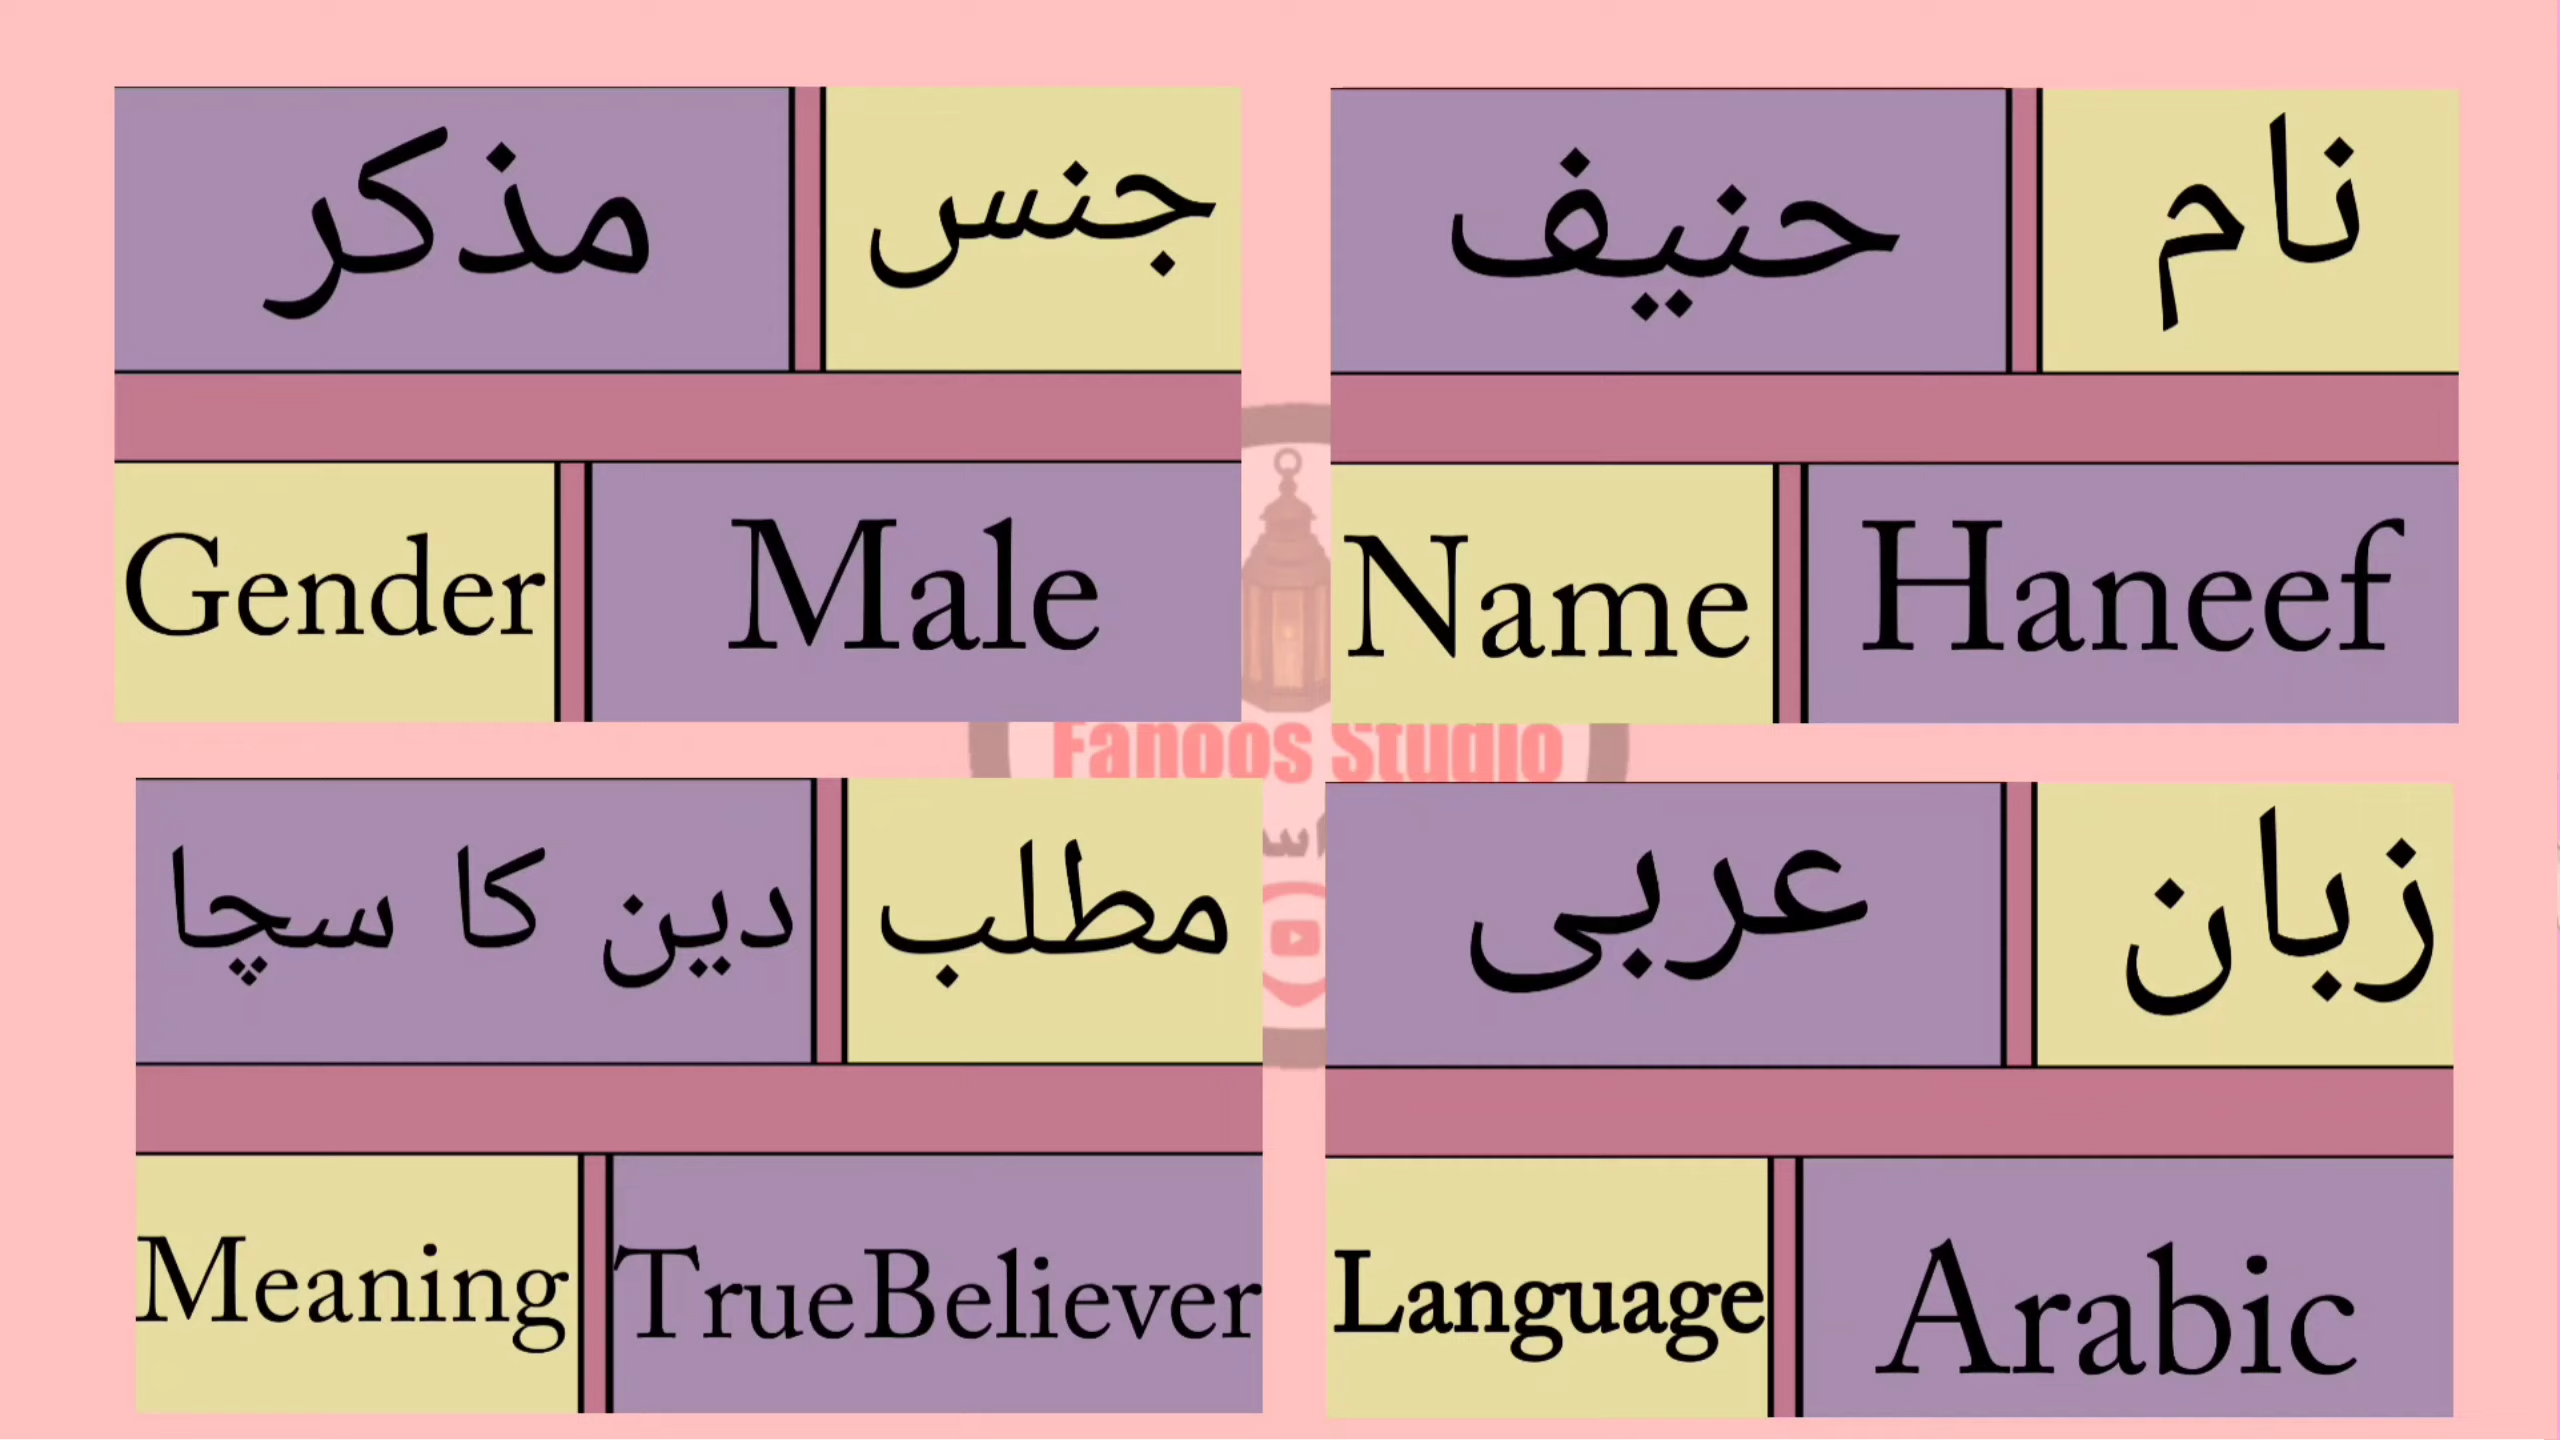 جنس مذکر
Gender Male
نام حنیف
Name Haneef
Fanoos Studio
مطلب دین کا سچا
Meaning TrueBeliever
زبان عربی
Language Arabic